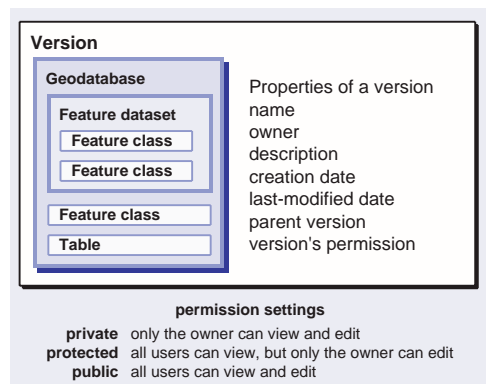 Version
Geodatabase
Feature dataset
Feature class
Feature class
Feature class
Table
Properties of a version
name
owner
description
creation date
last-modified date
parent version
version's permission
permission settings
private only the owner can view and edit
protected all users can view, but only the owner can edit
public all users can view and edit